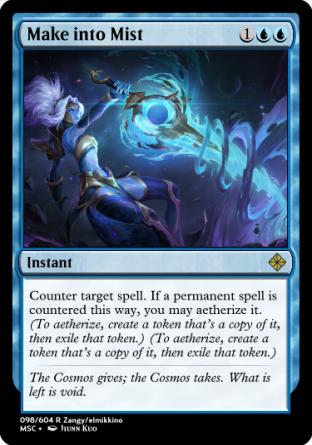 Make into Mist 1
Instant
Counter target spell. If a permanent spell is
countered this way, you may aetherize it.
(To aetherize, create a token that's a copy of it,
then exile that token.) (To aetherize, create a
token that's a copy of it, then exile that token.)
The Cosmos gives; the Cosmos takes. What is
left is void.
098/604 R Zangy/elmikkino
MSC • Jiunn Kuo